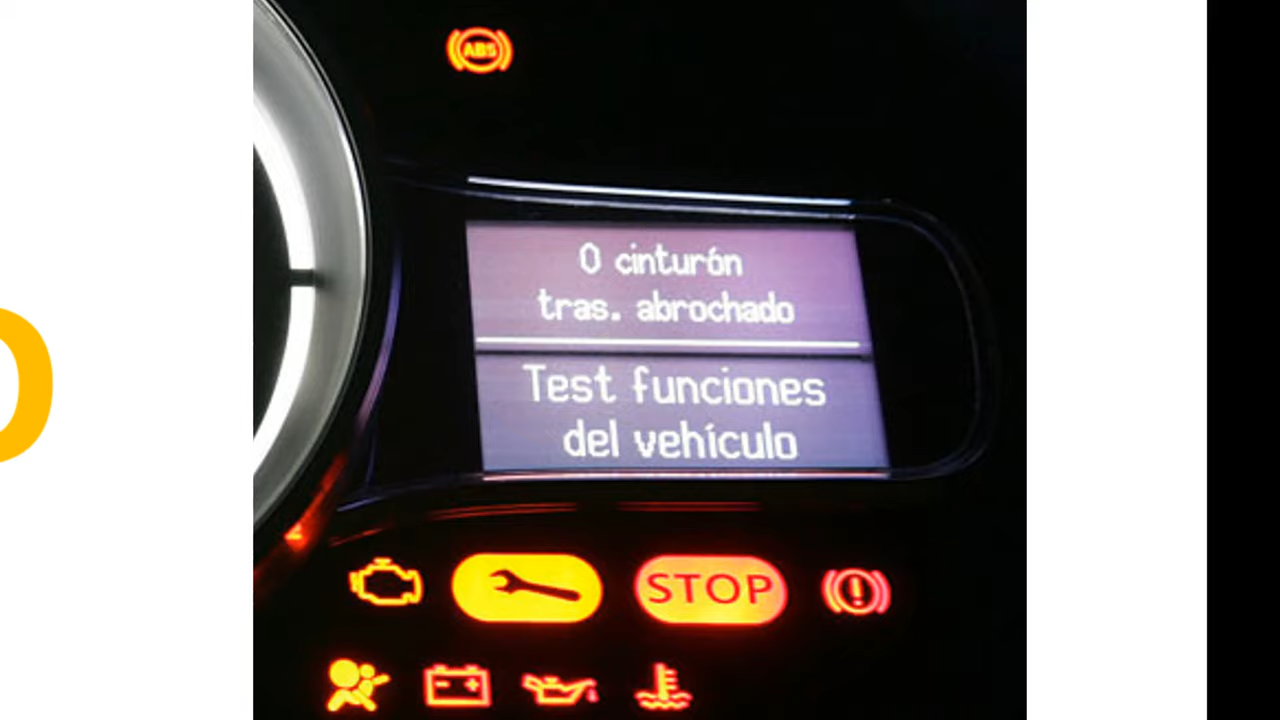 ABS
0 cinturón
tras. abrochado
Test funciones
del vehículo
STOP